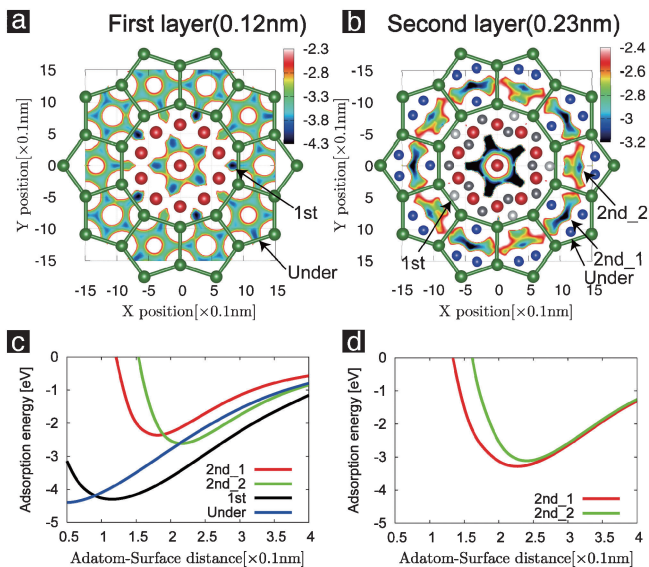 a First layer(0.12nm)
b Second layer(0.23nm)
Y position[×0.1nm]
15
10
5
0
-5
-10
15
-2.3
-2.8
-3.3
-3.8
-4.3
1st
Under
-15 -10 -5 0 5 10 15
X position[×0.1nm]
Y position[×0.1nm]
15
10
5
0
-5
-10
-15
-2.4
-2.6
-2.8
-3
-3.2
2nd_2
1st
2nd_1
Under
-15 -10 -5 0 5 10 15
X position[×0.1nm]
c
Adsorption energy [eV]
0
-1
-2
-3
-4
-5
2nd_1
2nd_2
1st
Under
0.5 1 1.5 2 2.5 3 3.5 4
Adatom-Surface distance[×0.1nm]
d
Adsorption energy [eV]
0
-1
-2
-3
-4
-5
2nd_1
2nd_2
0.5 1 1.5 2 2.5 3 3.5 4
Adatom-Surface distance[×0.1nm]